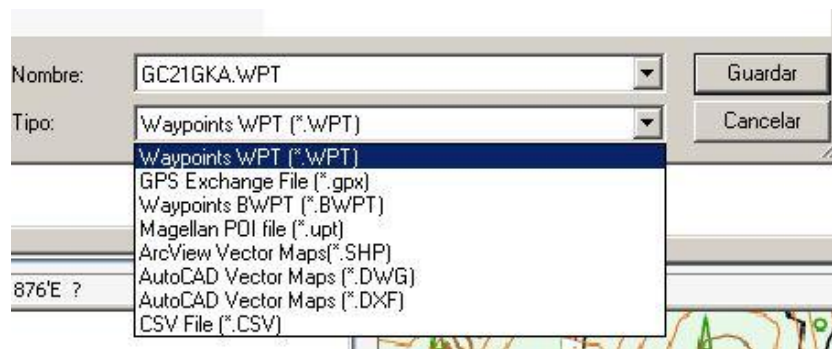 Nombre: GC21GKA.WPT Guardar
Tipo: Waypoints WPT (*.WPT) Cancelar
Waypoints WPT (*.WPT)
GPS Exchange File (*.gpx)
Waypoints BWPT (*.BWPT)
Magellan POI file (*.upt)
ArcView Vector Maps(*.SHP)
AutoCAD Vector Maps (*.DWG)
876'E ?
AutoCAD Vector Maps (*.DXF)
CSV File (*.CSV)